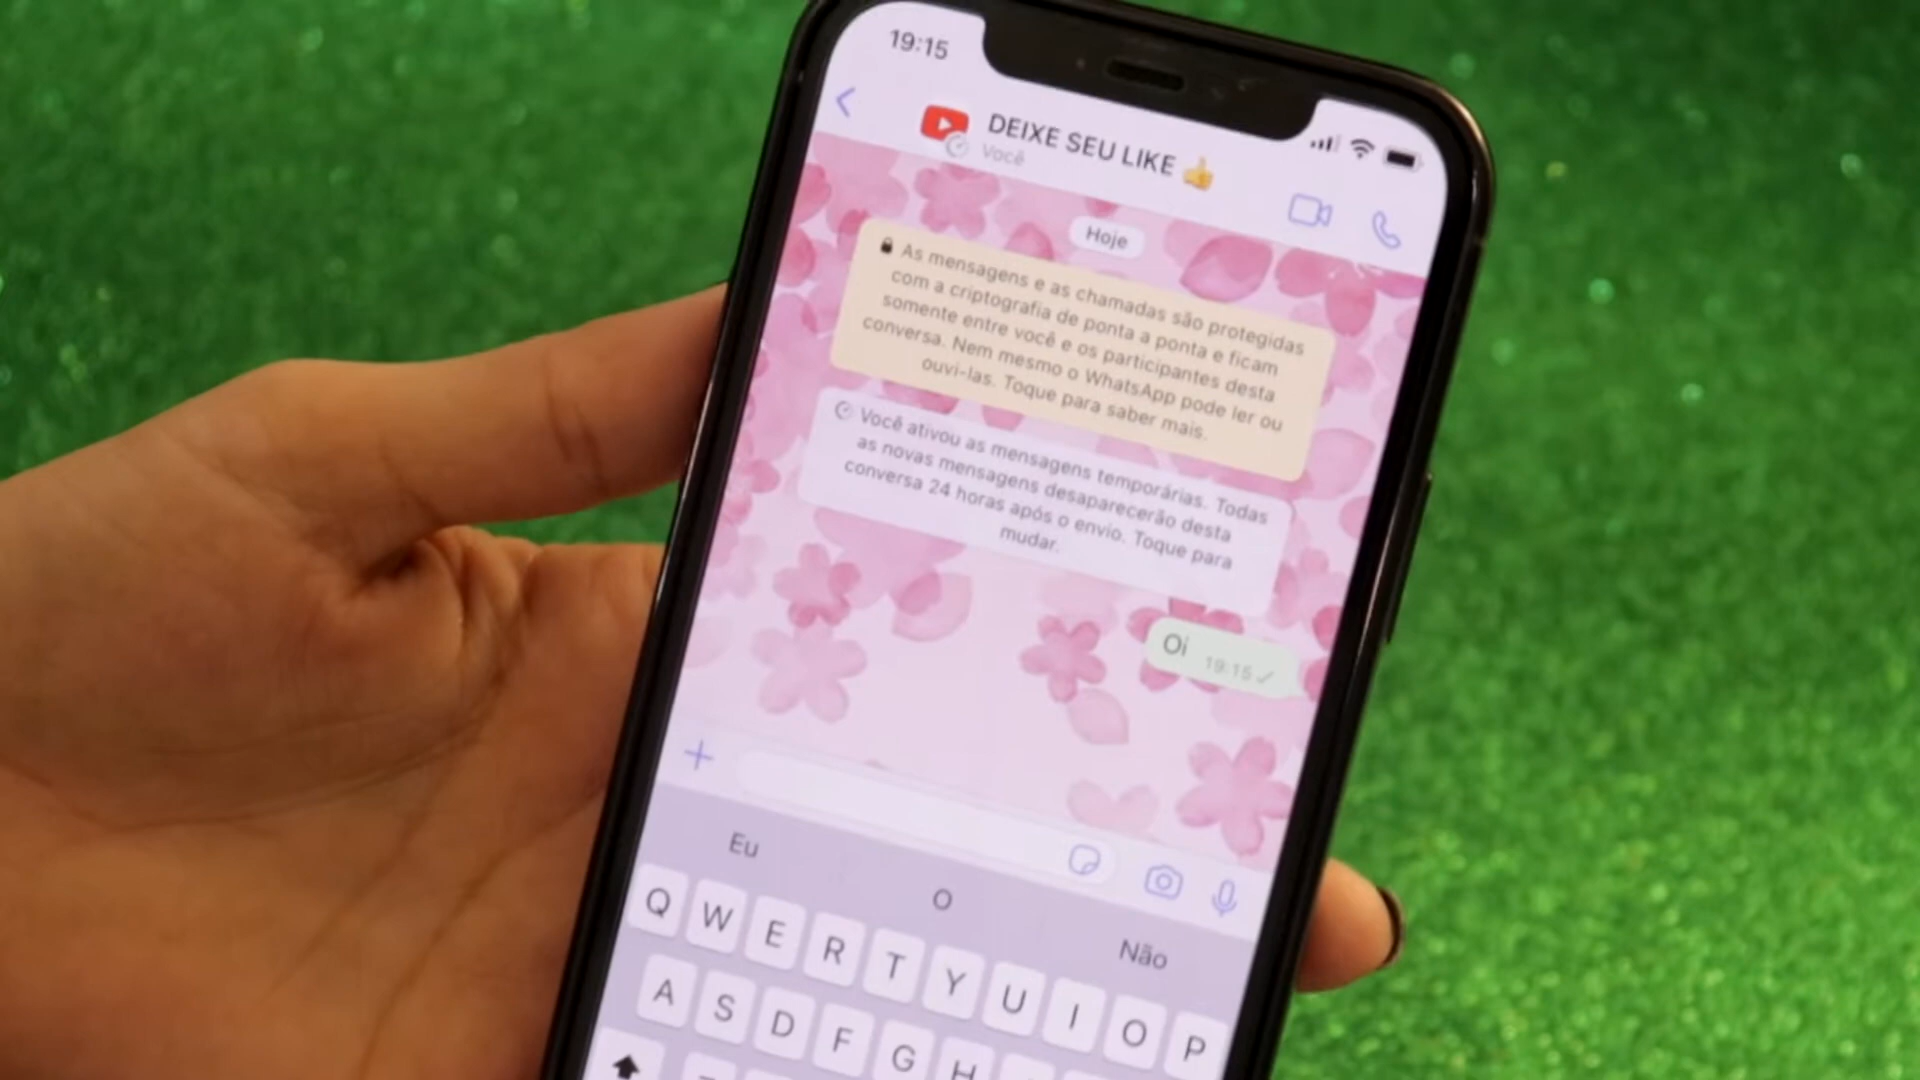 19:15
DEIXE SEU LIKE 👍
Você
Hoje
🔒 As mensagens e as chamadas são protegidas
com a criptografia de ponta a ponta e ficam
somente entre você e os participantes desta
conversa. Nem mesmo o WhatsApp pode ler ou
ouvi-las. Toque para saber mais.
Você ativou as mensagens temporárias. Todas
as novas mensagens desaparecerão desta
conversa 24 horas após o envio. Toque para
mudar.
Oi 19:15 ✓
Eu O Não
Q W E R T Y U I O P
A S D F G H